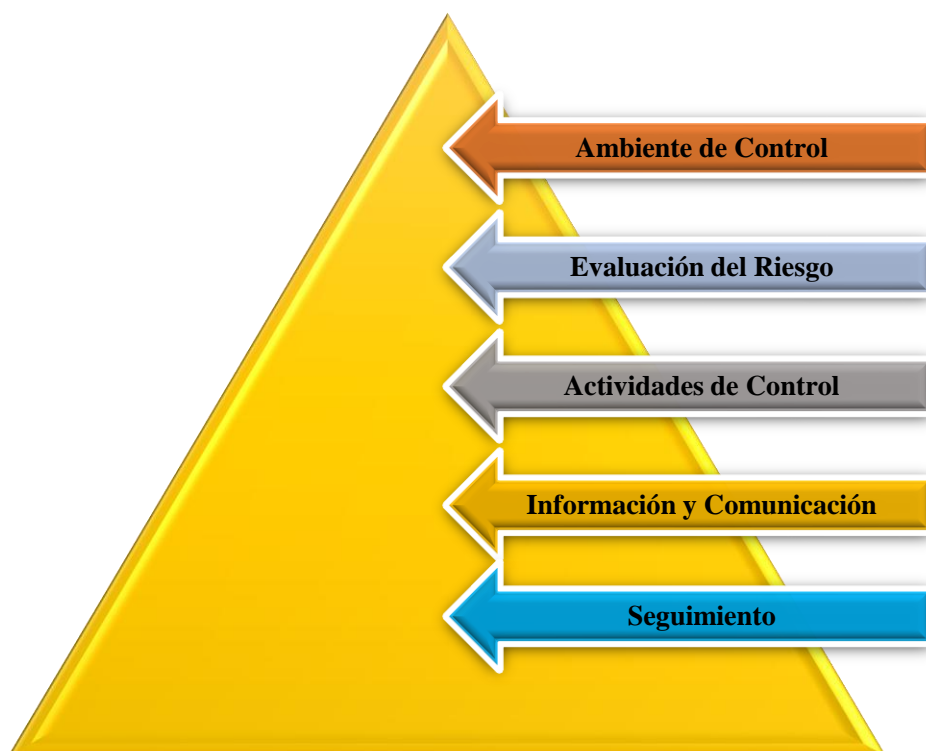 Ambiente de Control
Evaluación del Riesgo
Actividades de Control
Información y Comunicación
Seguimiento